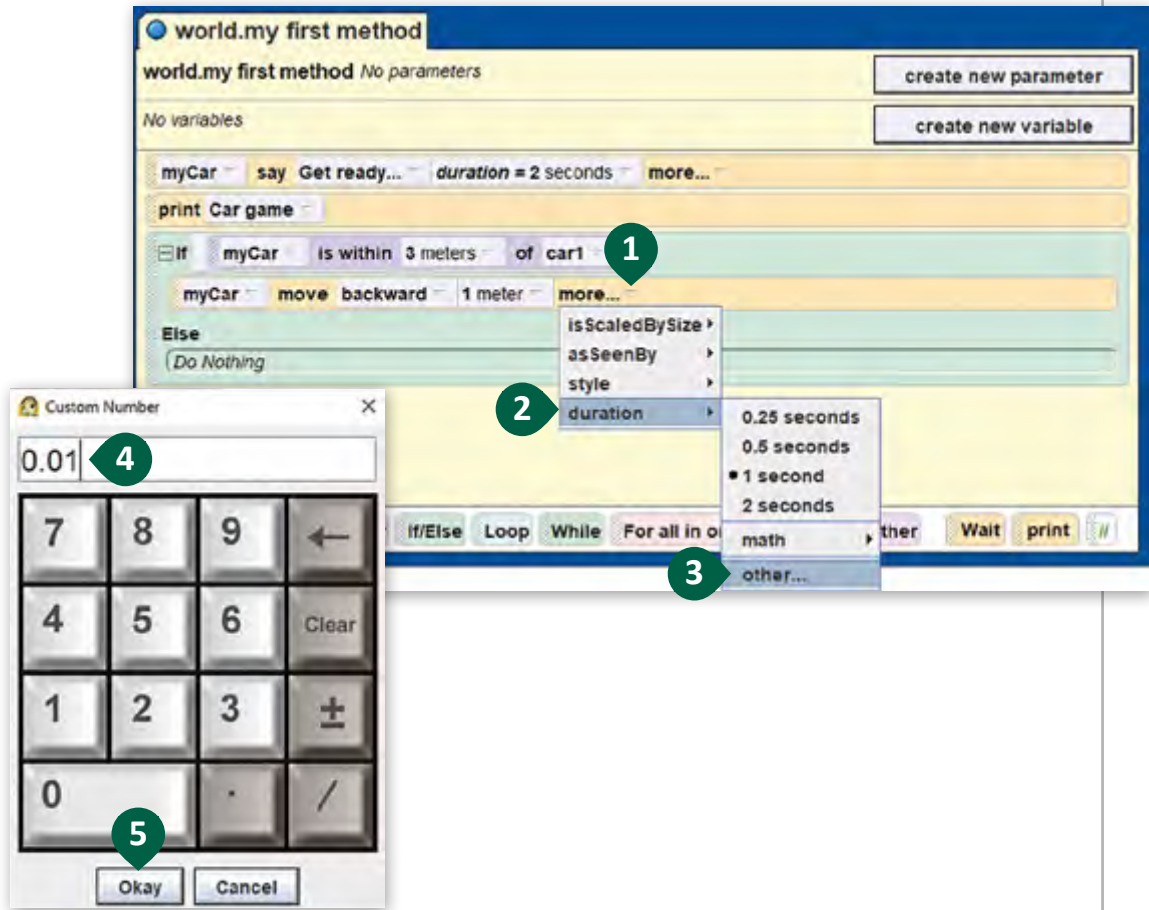 world.my first method
world.my first method No parameters
create new parameter
No variables
create new variable
myCar say Get ready... duration = 2 seconds more...
print Car game
If myCar is within 3 meters of car1
1
myCar move backward 1 meter more...
Else
Do Nothing
isScaledBySize
asSeenBy
style
2
duration
0.25 seconds
0.5 seconds
1 second
2 seconds
math
3
other...
If/Else Loop While For all in o ther Wait print //
Custom Number
0.01
4
7 8 9 ←
4 5 6 Clear
1 2 3 ±
0 . /
5
Okay Cancel